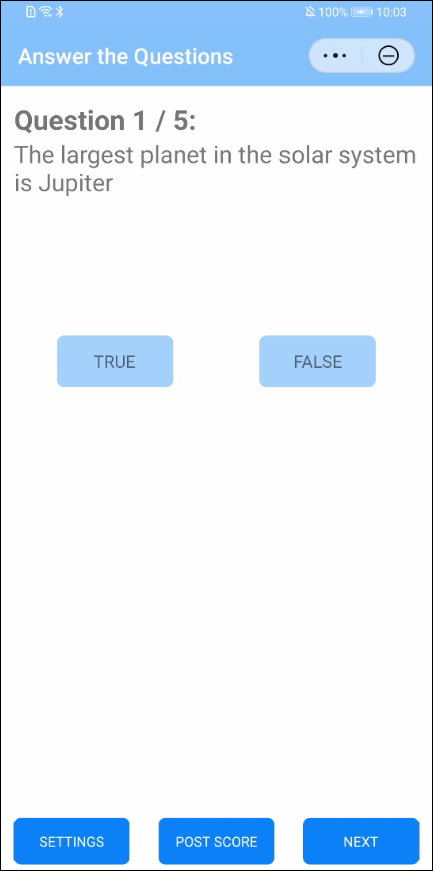 100% 10:03
Answer the Questions
Question 1 / 5:
The largest planet in the solar system
is Jupiter
TRUE FALSE
SETTINGS POST SCORE NEXT